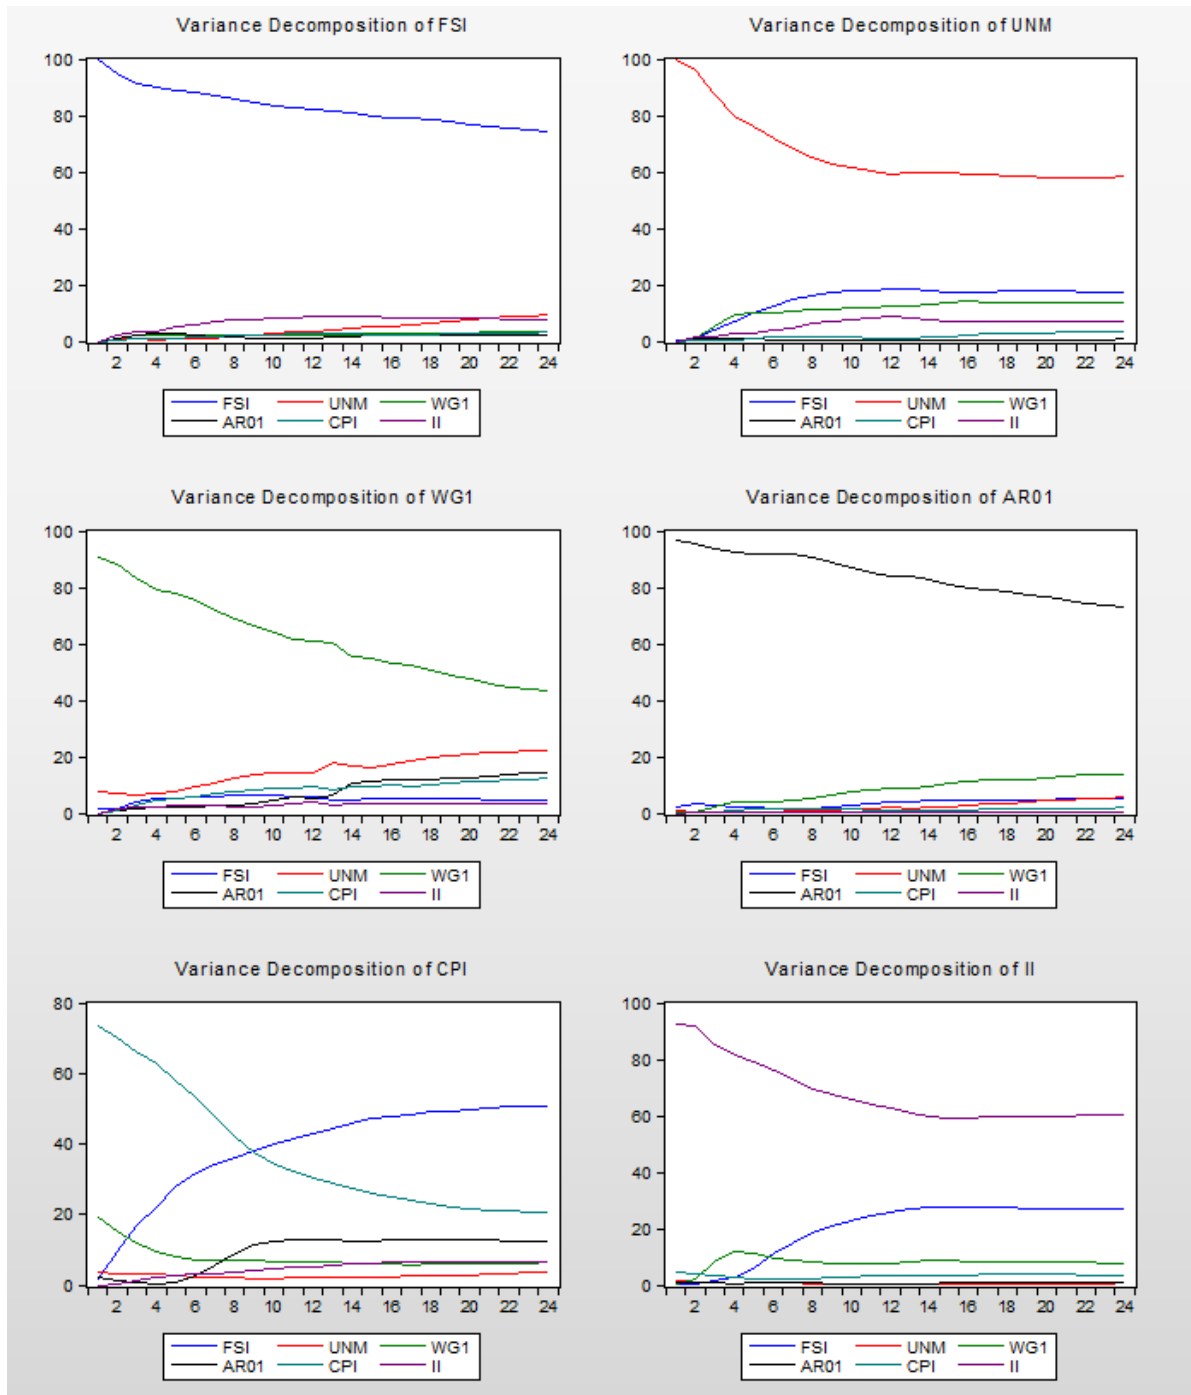 Variance Decomposition of FSI
100
80
60
40
20
0
2 4 6 8 10 12 14 16 18 20 22 24
FSI UNM WG1
AR01 CPI II
Variance Decomposition of UNM
100
80
60
40
20
0
2 4 6 8 10 12 14 16 18 20 22 24
FSI UNM WG1
AR01 CPI II
Variance Decomposition of WG1
100
80
60
40
20
0
2 4 6 8 10 12 14 16 18 20 22 24
FSI UNM WG1
AR01 CPI II
Variance Decomposition of AR01
100
80
60
40
20
0
2 4 6 8 10 12 14 16 18 20 22 24
FSI UNM WG1
AR01 CPI II
Variance Decomposition of CPI
80
60
40
20
0
2 4 6 8 10 12 14 16 18 20 22 24
FSI UNM WG1
AR01 CPI II
Variance Decomposition of II
100
80
60
40
20
0
2 4 6 8 10 12 14 16 18 20 22 24
FSI UNM WG1
AR01 CPI II